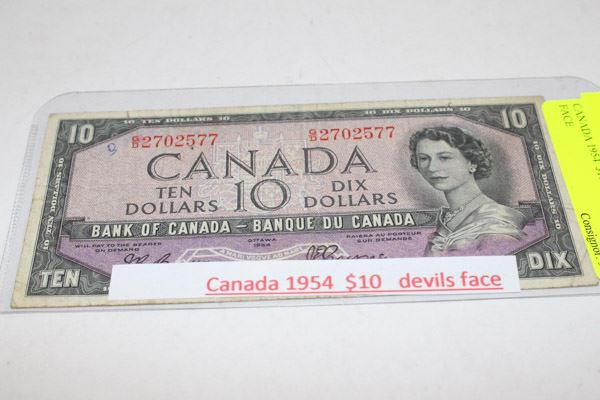 10 TEN DOLLARS 10
10 DIX DOLLARS 10
10
10
G/D 2702577
G/D 2702577
CANADA
TEN
DOLLARS
10
DIX
DOLLARS
BANK OF CANADA – BANQUE DU CANADA
WILL PAY TO THE BEARER
ON DEMAND
OTTAWA
1954
PAIERA AU PORTEUR
SUR DEMANDE
TEN
DIX
Canada 1954 $10 devils face
CANADA 1954
FACE
Consignor: